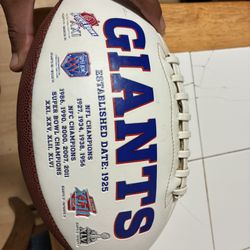 GIANTS
ESTABLISHED DATE: 1925
NFL CHAMPIONS
1927, 1934, 1938, 1956
NFC CHAMPIONS
1986, 1990, 2000, 2007, 2011
SUPER BOWL CHAMPIONS
XXI, XXV, XLII, XLVI
XXI